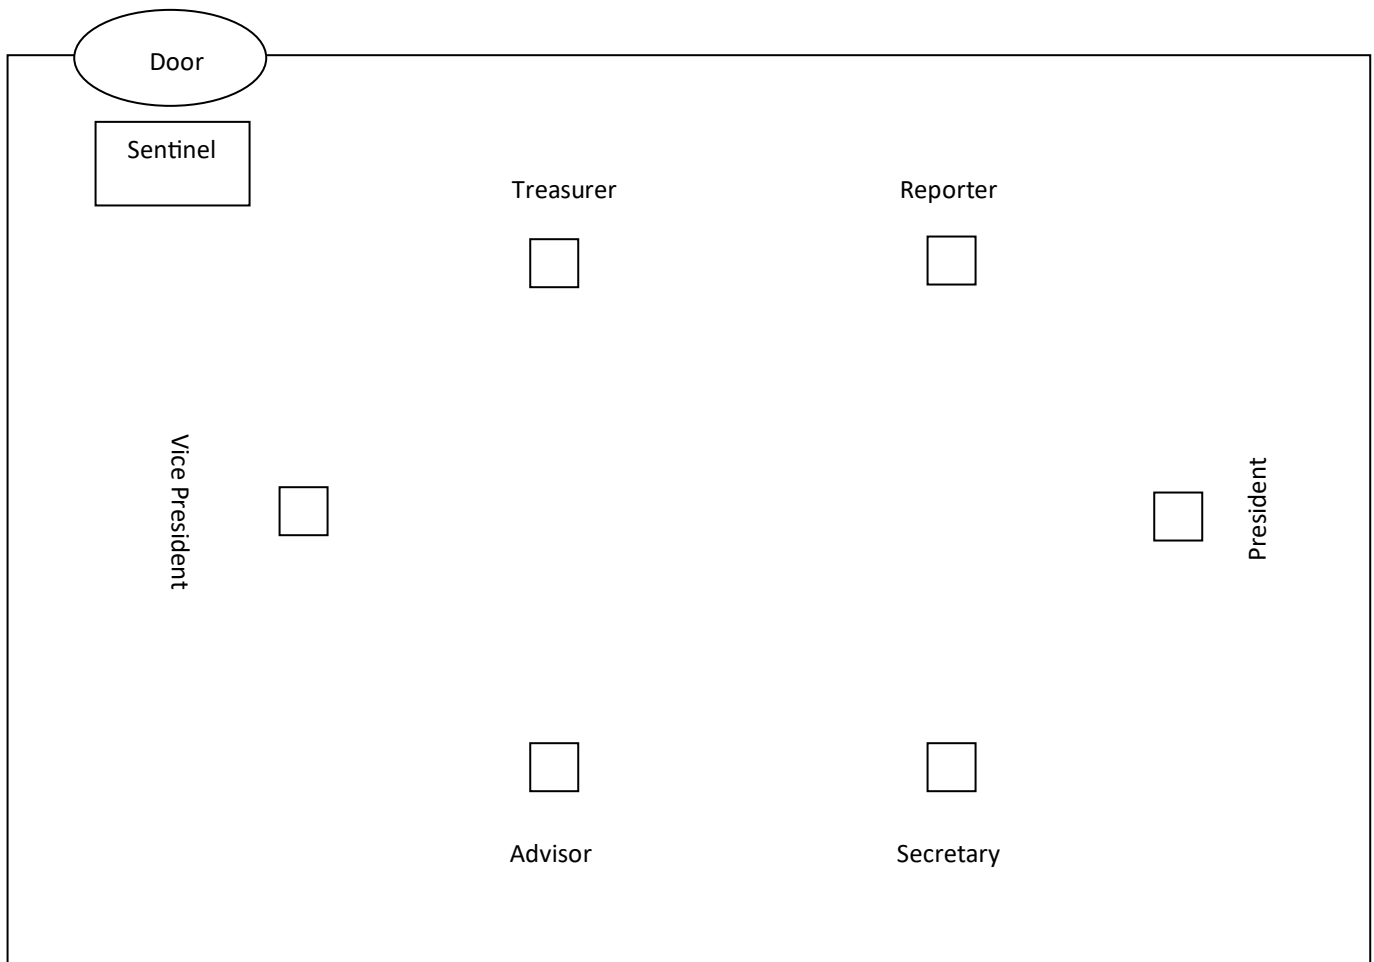 Door
Sentinel
Treasurer
Reporter
Vice President
President
Advisor
Secretary